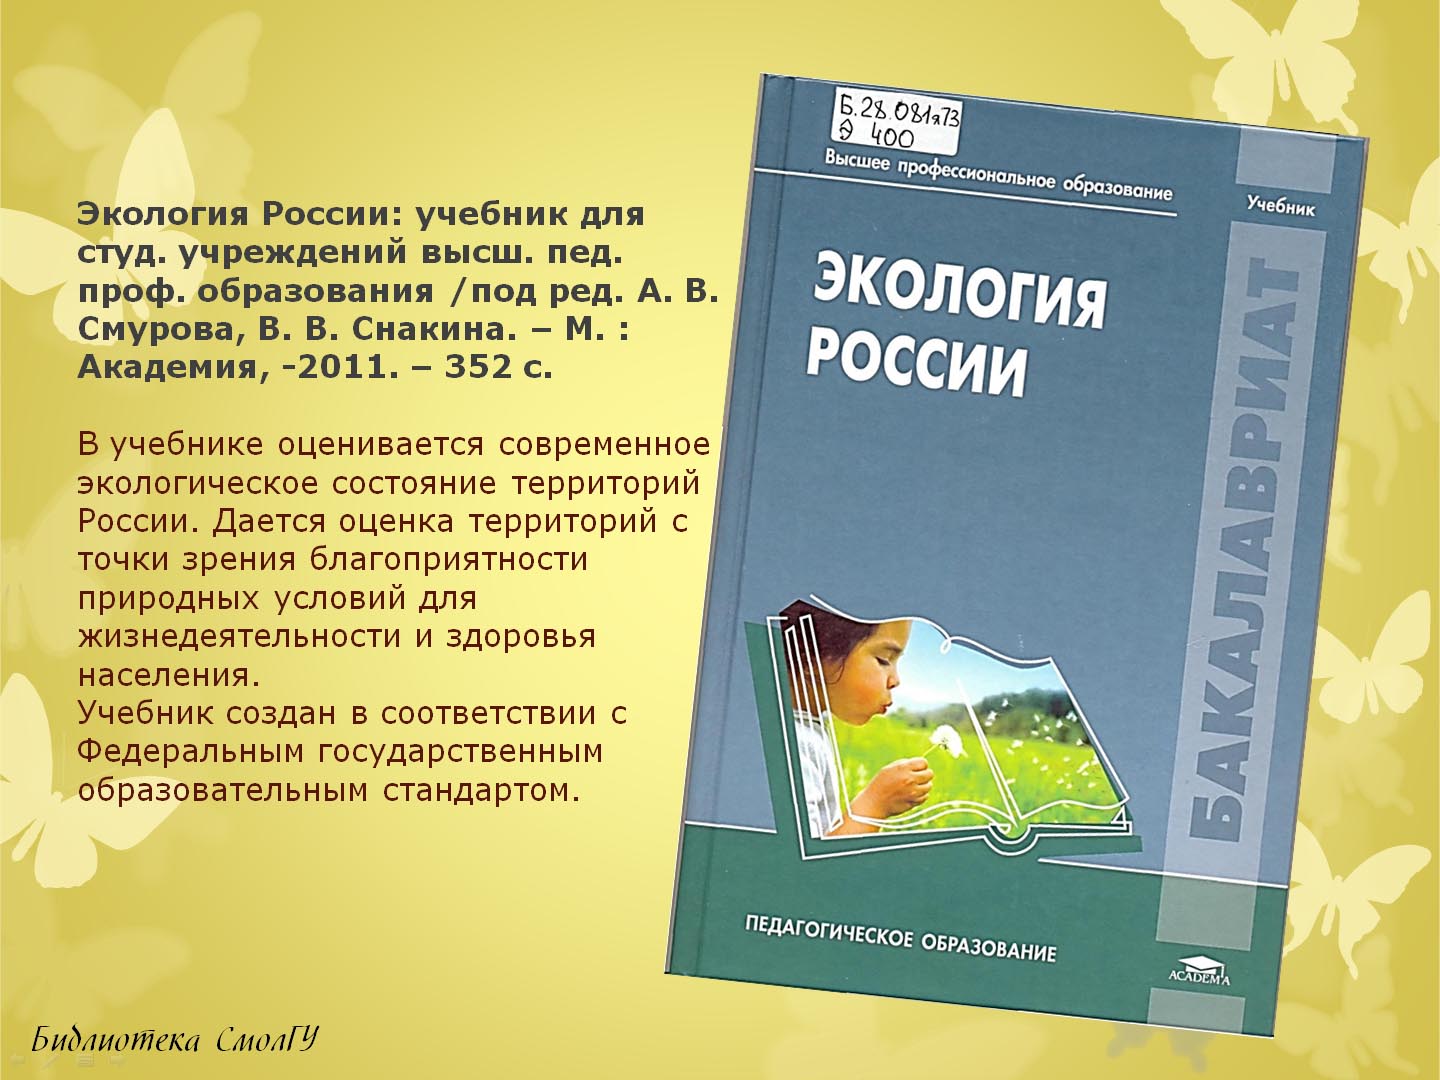 Экология России: учебник для
студ. учреждений высш. пед.
проф. образования /под ред. А. В.
Смурова, В. В. Снакина. – М. :
Академия, -2011. – 352 с.
В учебнике оценивается современное
экологическое состояние территорий
России. Дается оценка территорий с
точки зрения благоприятности
природных условий для
жизнедеятельности и здоровья
населения.
Учебник создан в соответствии с
Федеральным государственным
образовательным стандартом.
Библиотека СмолГУ
Б.28.081я73
Э 400
Высшее профессиональное образование
Учебник
ЭКОЛОГИЯ
РОССИИ
БАКАЛАВРИАТ
ПЕДАГОГИЧЕСКОЕ ОБРАЗОВАНИЕ
ACADEMA